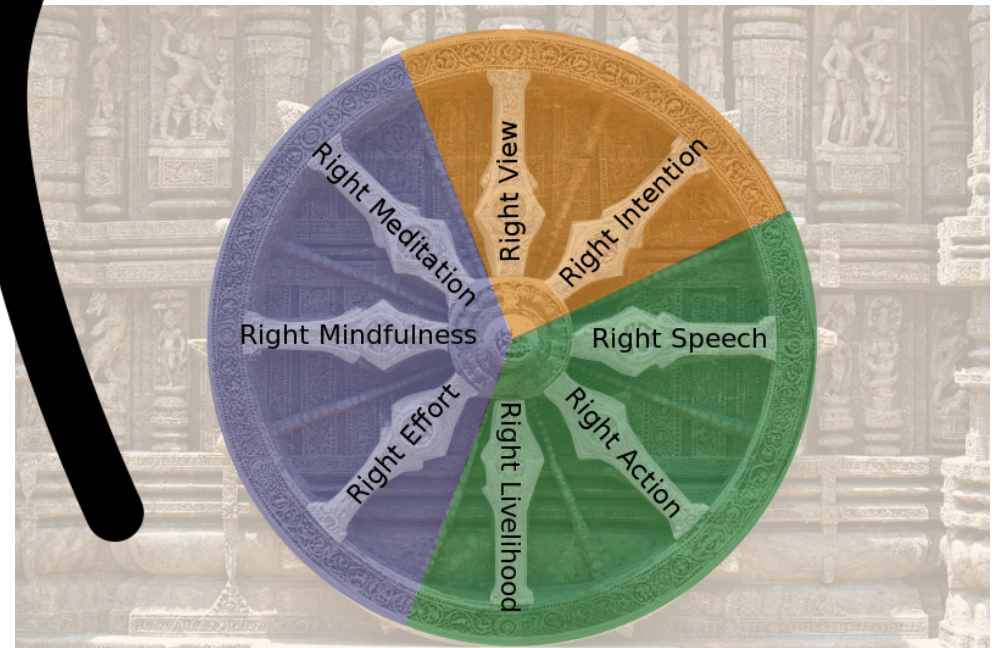 Right View
Right Intention
Right Speech
Right Action
Right Livelihood
Right Effort
Right Mindfulness
Right Meditation